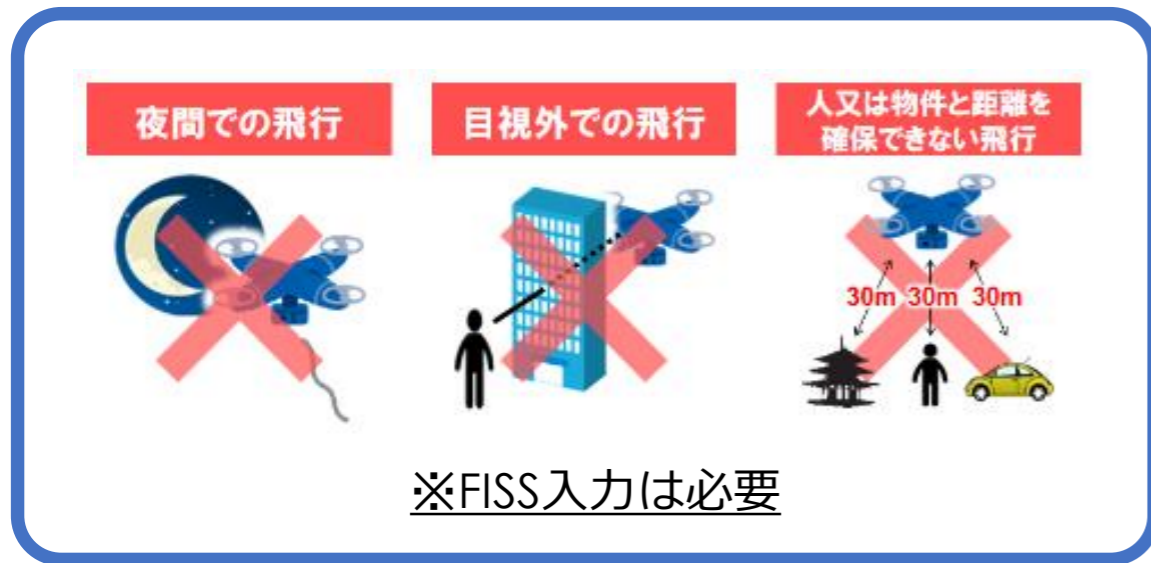 夜間での飛行
目視外での飛行
人又は物件と距離を
確保できない飛行
30m 30m 30m
※FISS入力は必要